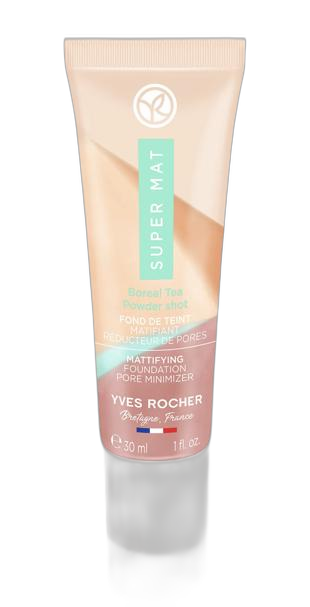 SUPER MAT
Boreal Tea
Powder shot
FOND DE TEINT
MATIFIANT
RÉDUCTEUR DE PORES
MATTIFYING
FOUNDATION
PORE MINIMIZER
YVES ROCHER
Bretagne, France
℮ 30 ml 1 fl. oz.